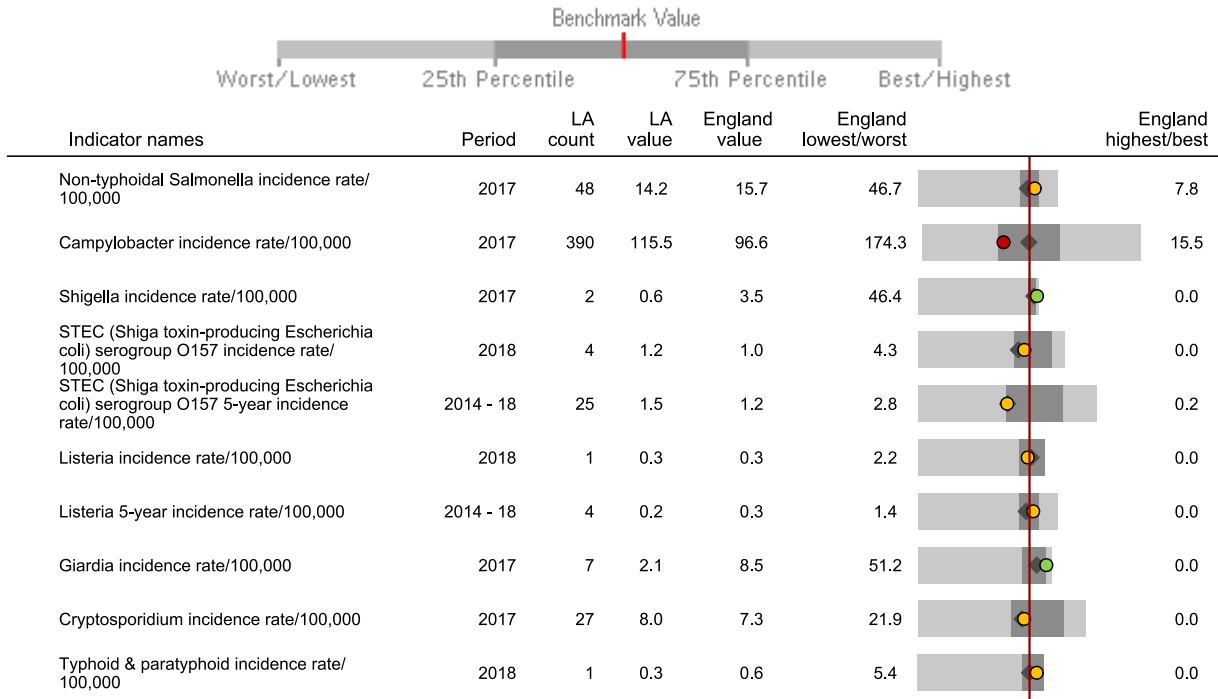 Benchmark Value
Worst/Lowest 25th Percentile 75th Percentile Best/Highest
Indicator names Period LA count LA value England value England lowest/worst England highest/best
Non-typhoidal Salmonella incidence rate/
100,000 2017 48 14.2 15.7 46.7 7.8
Campylobacter incidence rate/100,000 2017 390 115.5 96.6 174.3 15.5
Shigella incidence rate/100,000 2017 2 0.6 3.5 46.4 0.0
STEC (Shiga toxin-producing Escherichia
coli) serogroup O157 incidence rate/
100,000 2018 4 1.2 1.0 4.3 0.0
STEC (Shiga toxin-producing Escherichia
coli) serogroup O157 5-year incidence
rate/100,000 2014 - 18 25 1.5 1.2 2.8 0.2
Listeria incidence rate/100,000 2018 1 0.3 0.3 2.2 0.0
Listeria 5-year incidence rate/100,000 2014 - 18 4 0.2 0.3 1.4 0.0
Giardia incidence rate/100,000 2017 7 2.1 8.5 51.2 0.0
Cryptosporidium incidence rate/100,000 2017 27 8.0 7.3 21.9 0.0
Typhoid & paratyphoid incidence rate/
100,000 2018 1 0.3 0.6 5.4 0.0